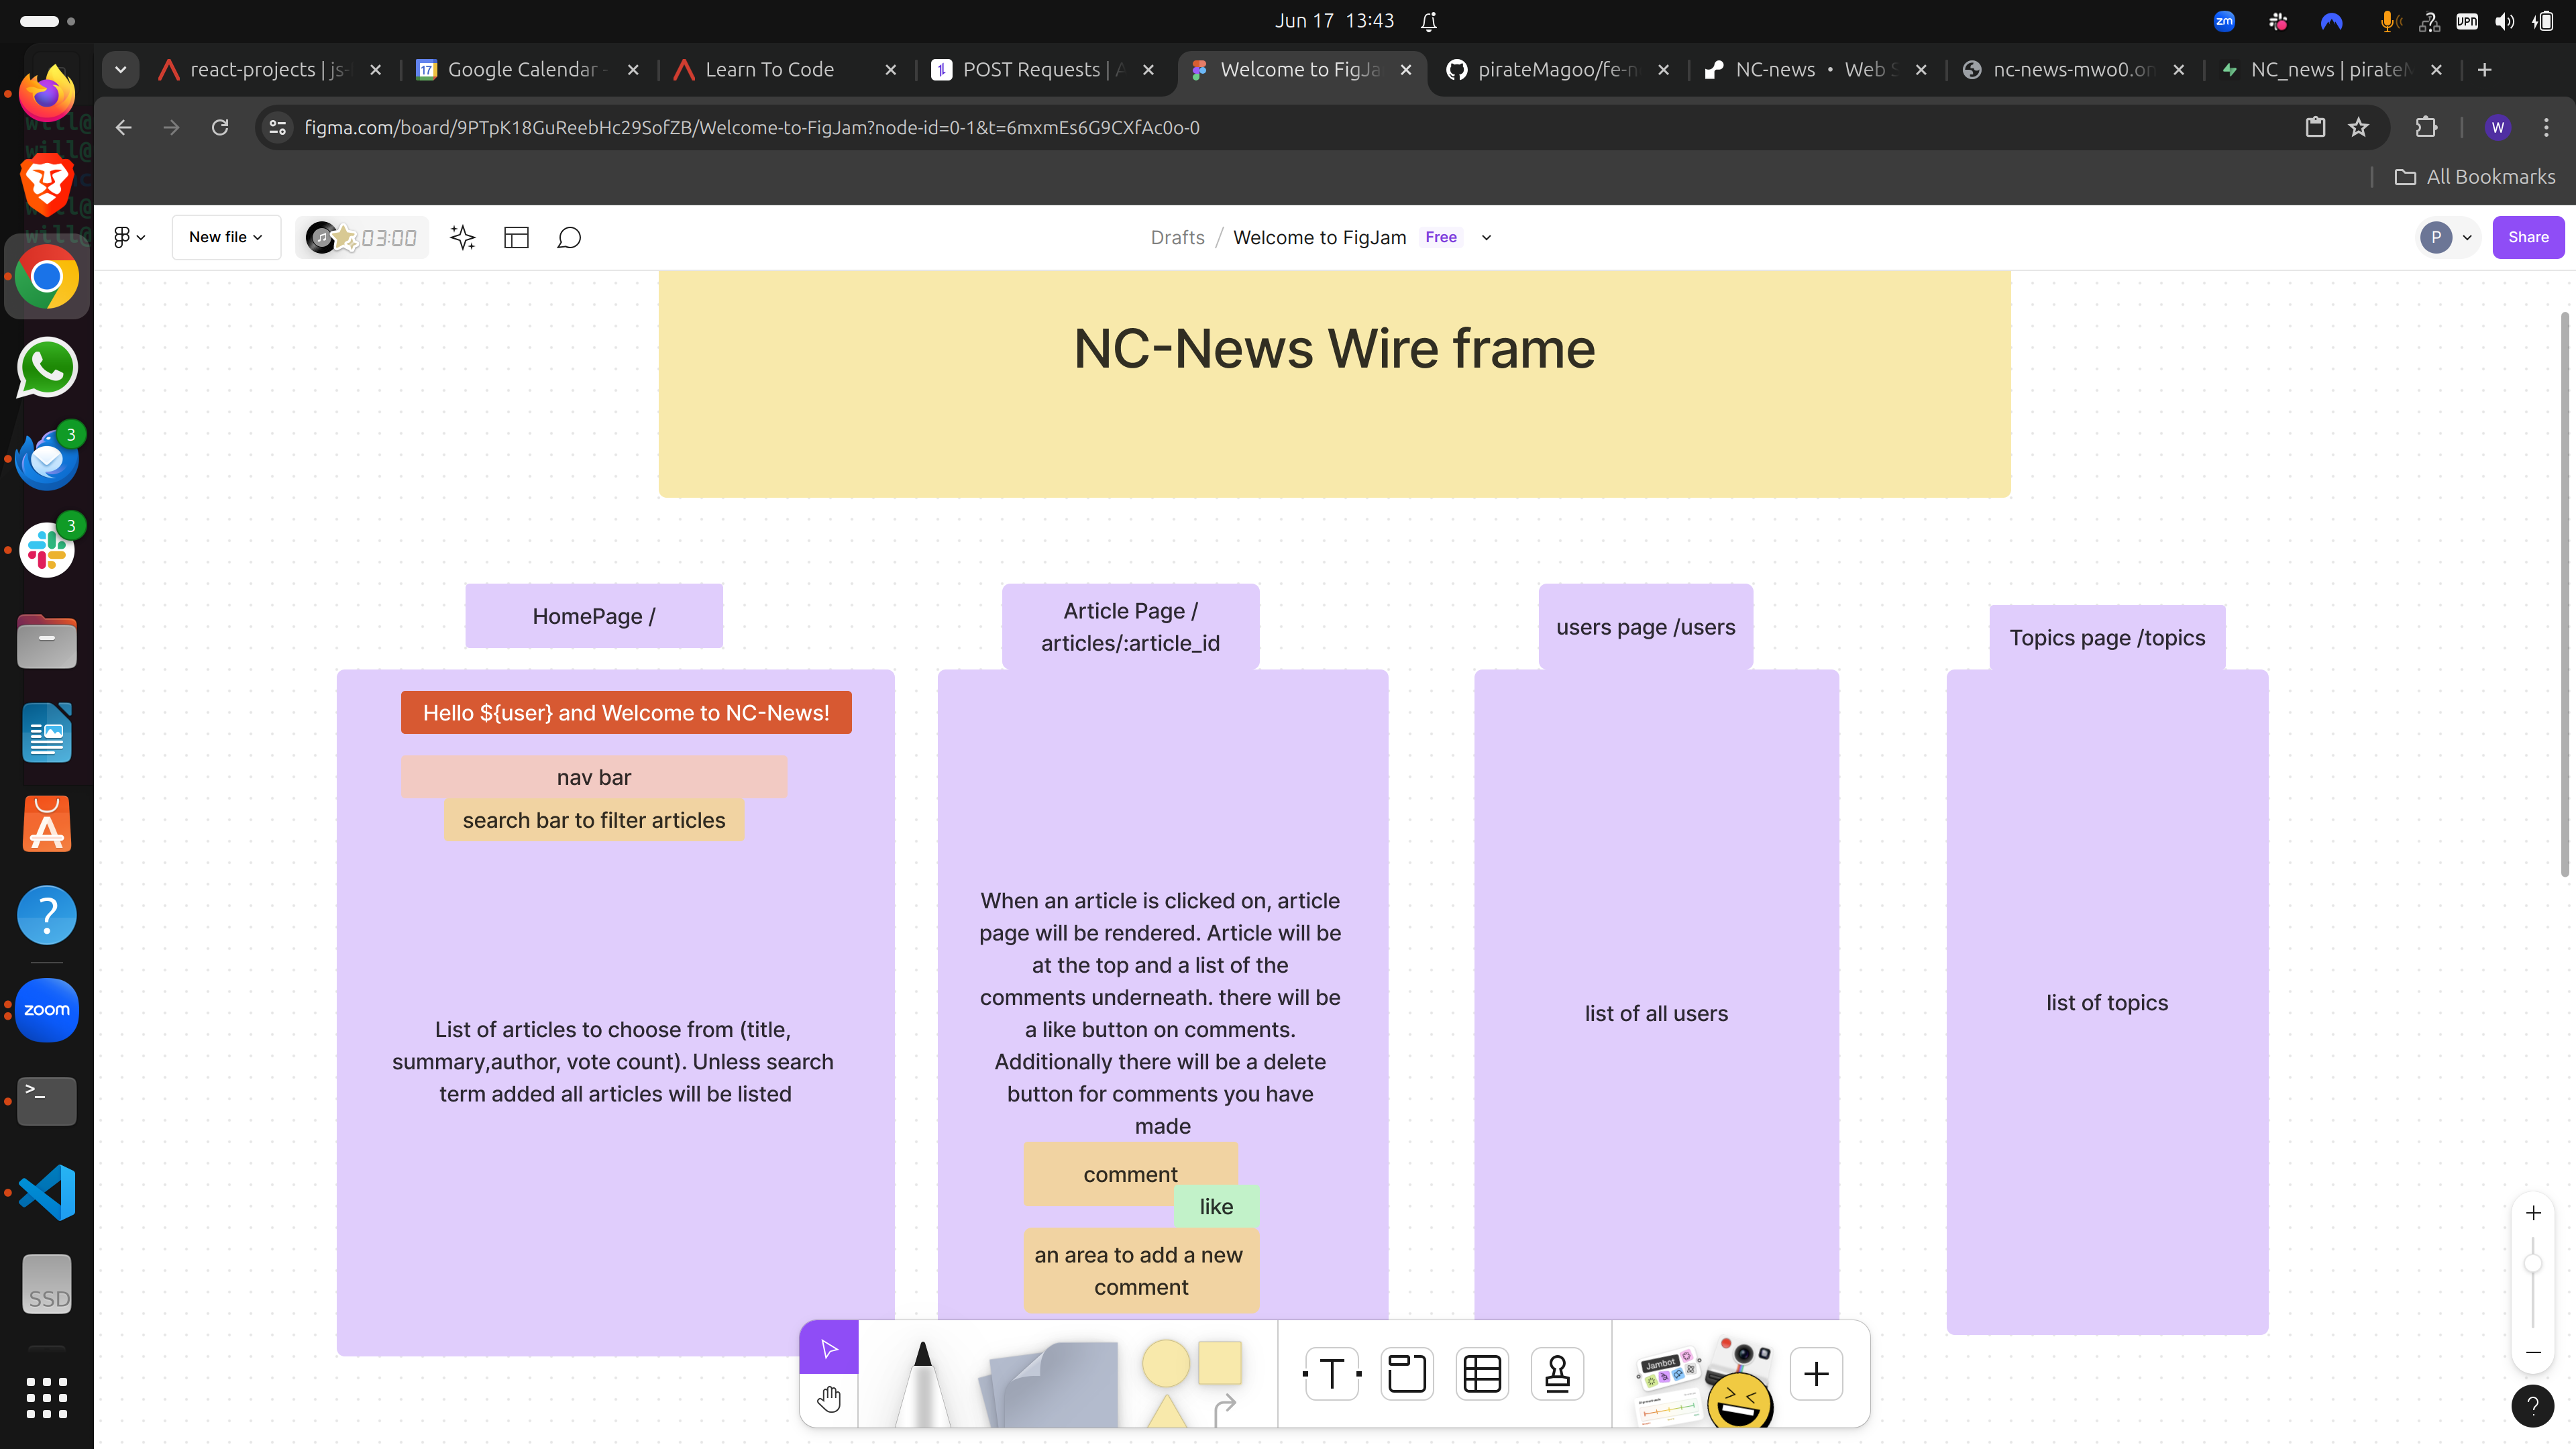 Jun 17 13:43
zm
VPN
react-projects | js-
Google Calendar -
Learn To Code
POST Requests | A
Welcome to FigJa
pirateMagoo/fe-n
NC-news • Web S
nc-news-mwo0.on
NC_news | pirateM
figma.com/board/9PTpK18GuReebHc29SofZB/Welcome-to-FigJam?node-id=0-1&t=6mxmEs6G9CXfAc0o-0
W
All Bookmarks
New file
03:00
Drafts / Welcome to FigJam Free
P
Share
NC-News Wire frame
HomePage /
Article Page /
articles/:article_id
users page /users
Topics page /topics
Hello ${user} and Welcome to NC-News!
nav bar
search bar to filter articles
List of articles to choose from (title,
summary,author, vote count). Unless search
term added all articles will be listed
When an article is clicked on, article
page will be rendered. Article will be
at the top and a list of the
comments underneath. there will be
a like button on comments.
Additionally there will be a delete
button for comments you have
made
comment
like
an area to add a new
comment
list of all users
list of topics
3
3
zoom
SSD
T
Jambot
?